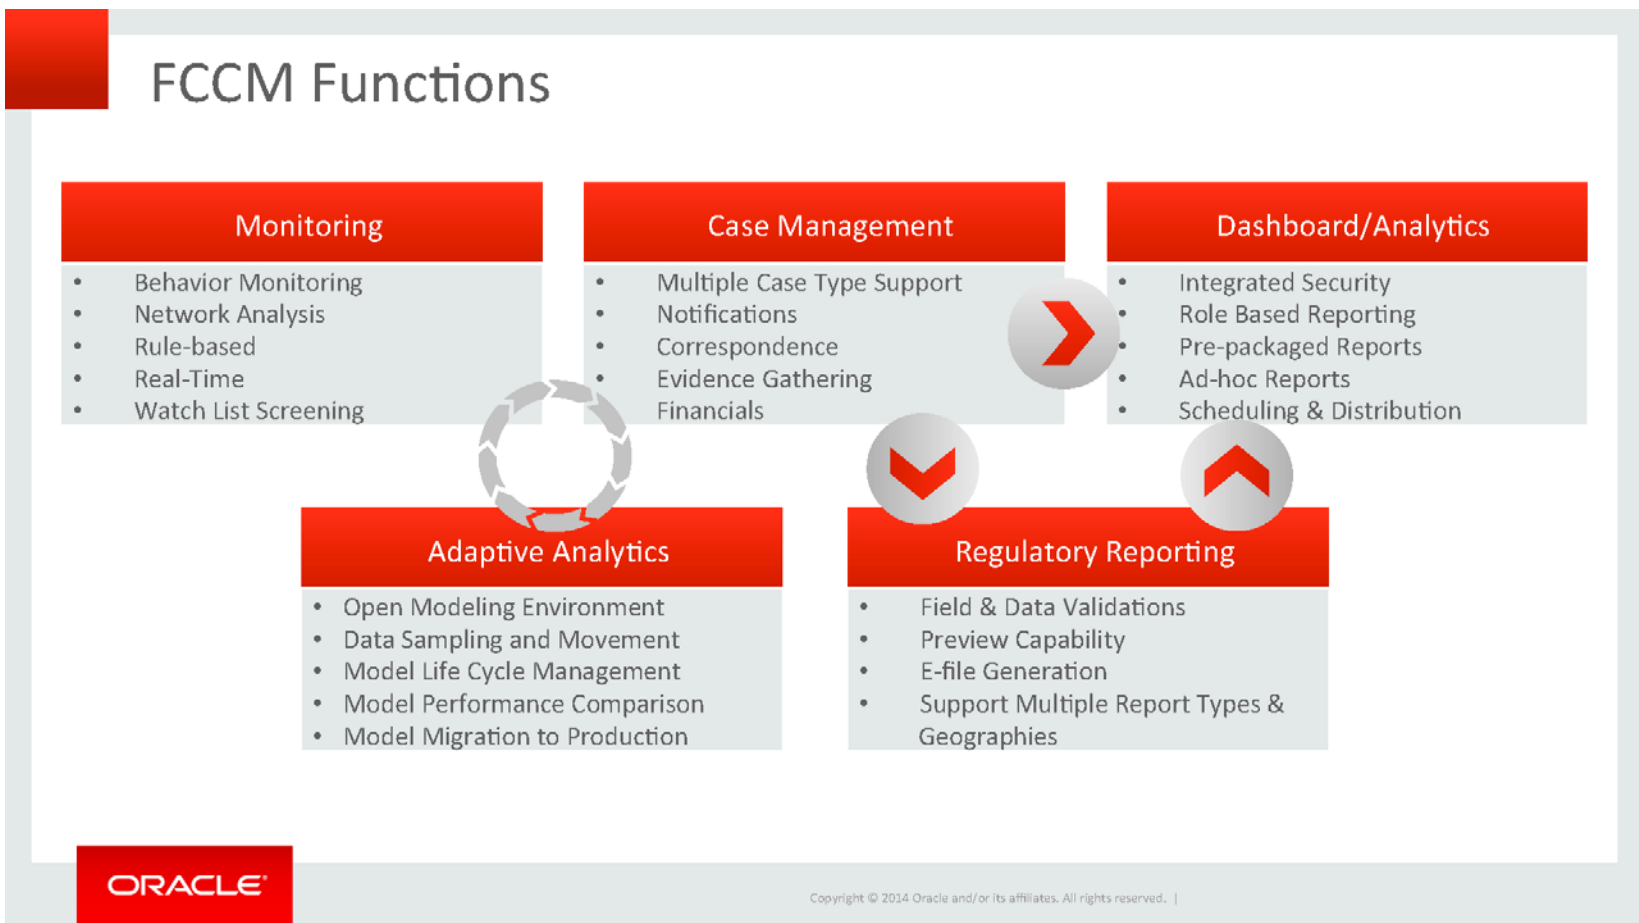 FCCM Functions
Monitoring
• Behavior Monitoring
• Network Analysis
• Rule-based
• Real-Time
• Watch List Screening
Case Management
• Multiple Case Type Support
• Notifications
• Correspondence
• Evidence Gathering
Financials
Dashboard/Analytics
• Integrated Security
• Role Based Reporting
• Pre-packaged Reports
• Ad-hoc Reports
• Scheduling & Distribution
Adaptive Analytics
• Open Modeling Environment
• Data Sampling and Movement
• Model Life Cycle Management
• Model Performance Comparison
• Model Migration to Production
Regulatory Reporting
• Field & Data Validations
• Preview Capability
• E-file Generation
• Support Multiple Report Types &
Geographies
ORACLE®
Copyright © 2014 Oracle and/or its affiliates. All rights reserved. |